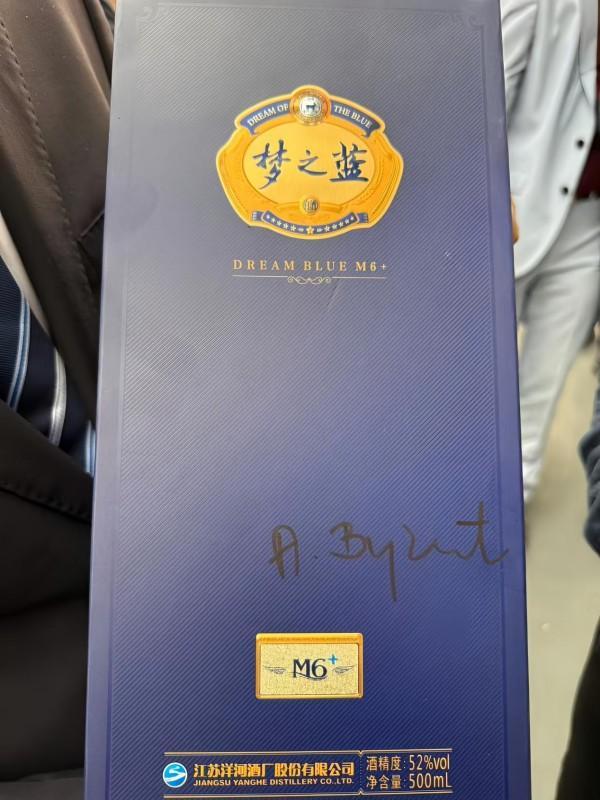 DREAM OF THE BLUE
梦之蓝
DREAM BLUE M6+
M6+
江苏洋河酒厂股份有限公司
JIANGSU YANGHE DISTILLERY CO.,LTD.
酒精度: 52%vol
净含量: 500mL